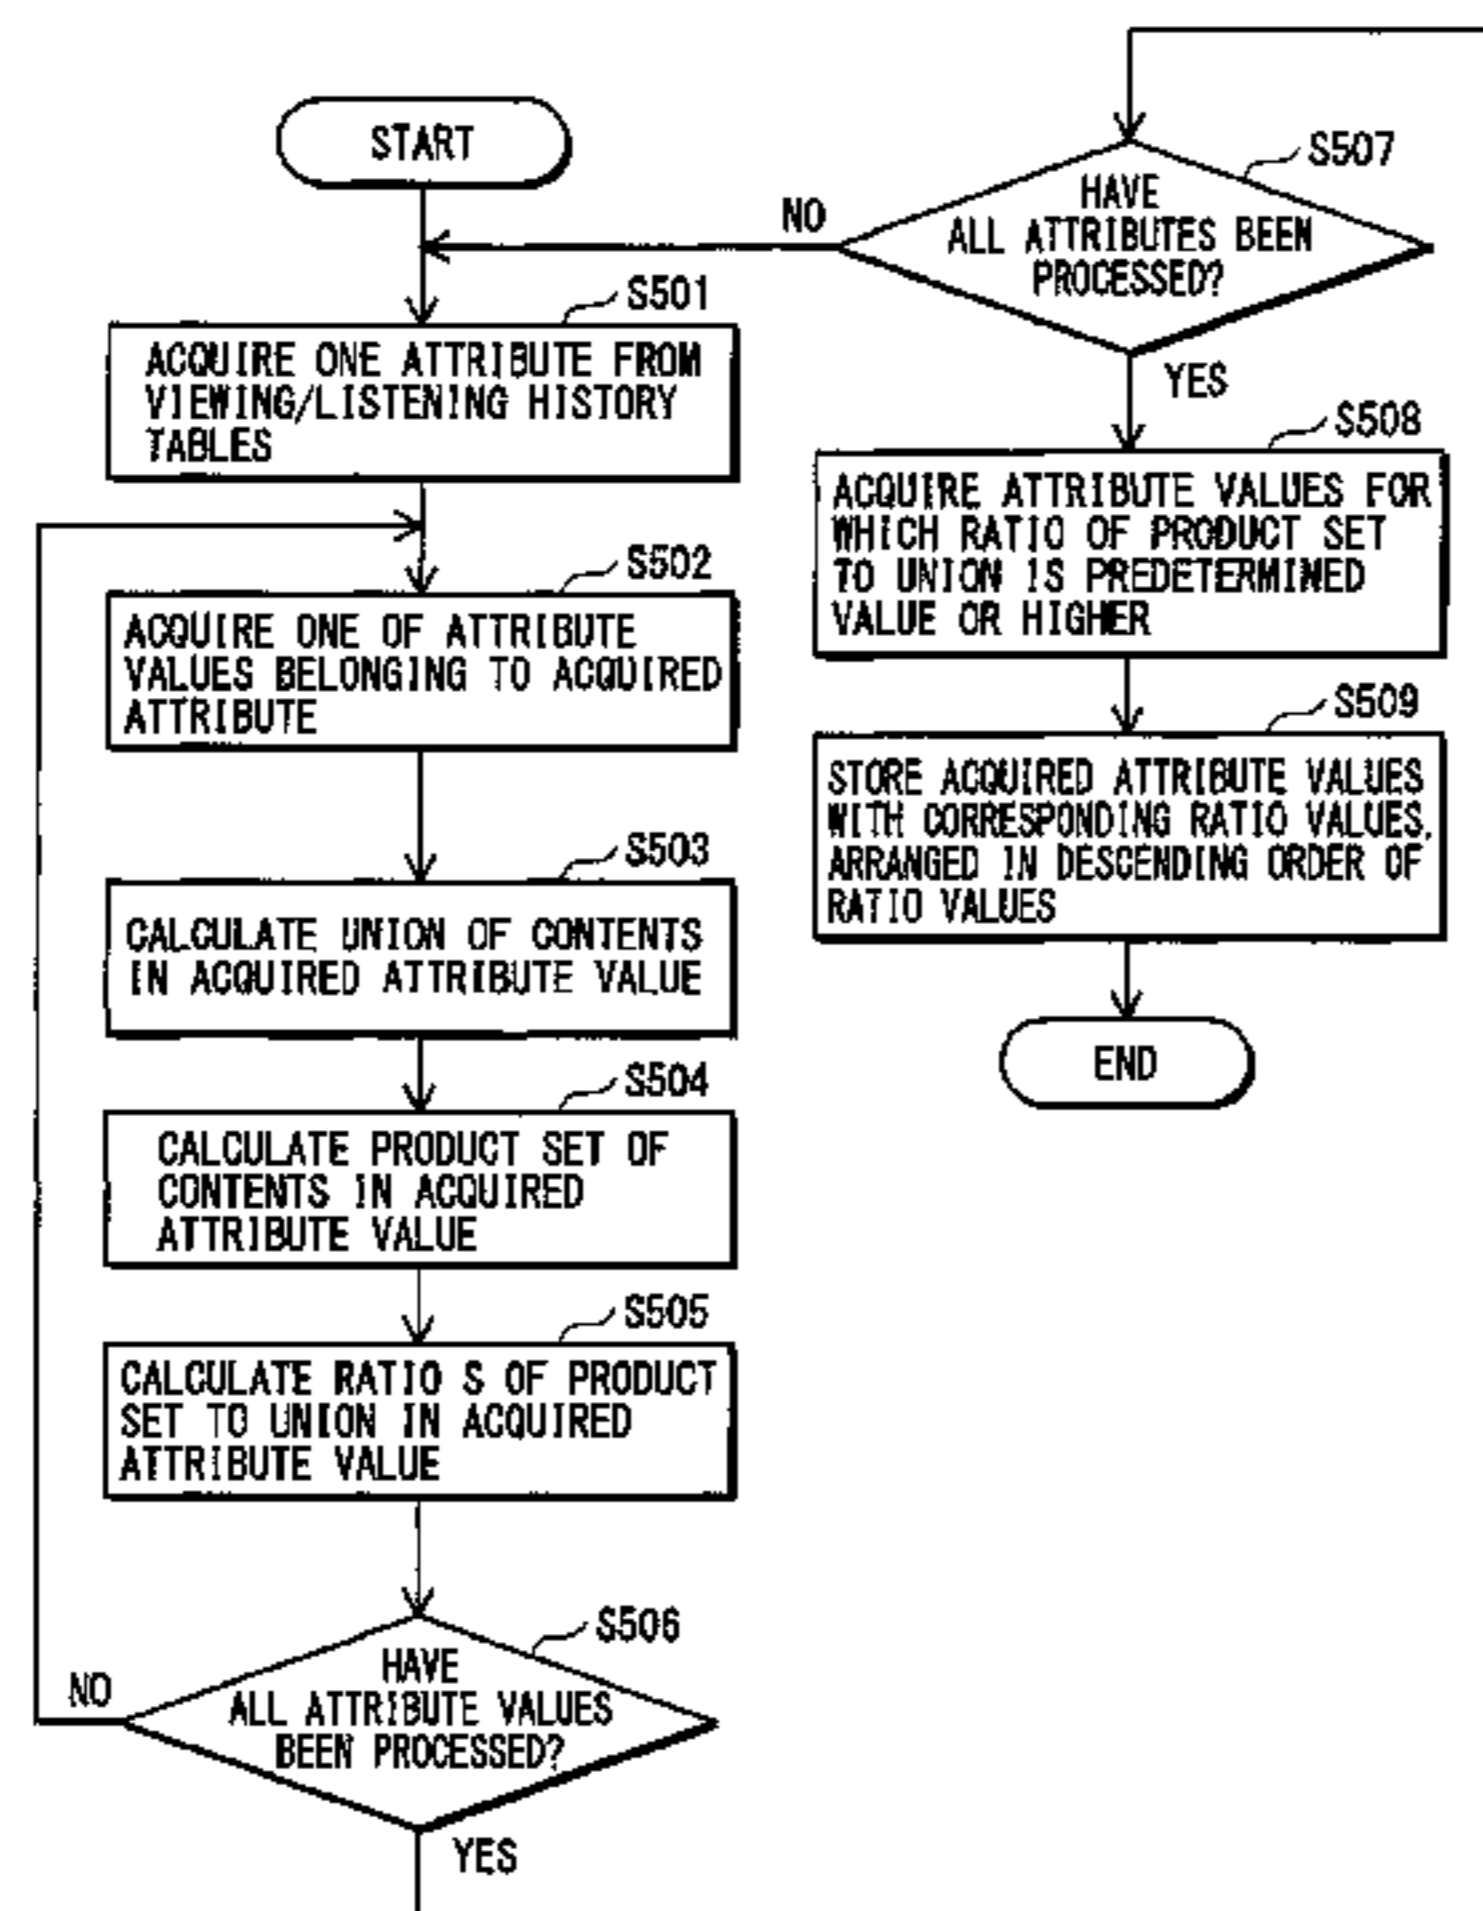 START
S501
ACQUIRE ONE ATTRIBUTE FROM
VIEWING/LISTENING HISTORY
TABLES
S502
ACQUIRE ONE OF ATTRIBUTE
VALUES BELONGING TO ACQUIRED
ATTRIBUTE
S503
CALCULATE UNION OF CONTENTS
IN ACQUIRED ATTRIBUTE VALUE
S504
CALCULATE PRODUCT SET OF
CONTENTS IN ACQUIRED
ATTRIBUTE VALUE
S505
CALCULATE RATIO S OF PRODUCT
SET TO UNION IN ACQUIRED
ATTRIBUTE VALUE
S506
HAVE
ALL ATTRIBUTE VALUES
BEEN PROCESSED?
NO
YES
S507
HAVE
ALL ATTRIBUTES BEEN
PROCESSED?
NO
YES
S508
ACQUIRE ATTRIBUTE VALUES FOR
WHICH RATIO OF PRODUCT SET
TO UNION IS PREDETERMINED
VALUE OR HIGHER
S509
STORE ACQUIRED ATTRIBUTE VALUES
WITH CORRESPONDING RATIO VALUES,
ARRANGED IN DESCENDING ORDER OF
RATIO VALUES
END